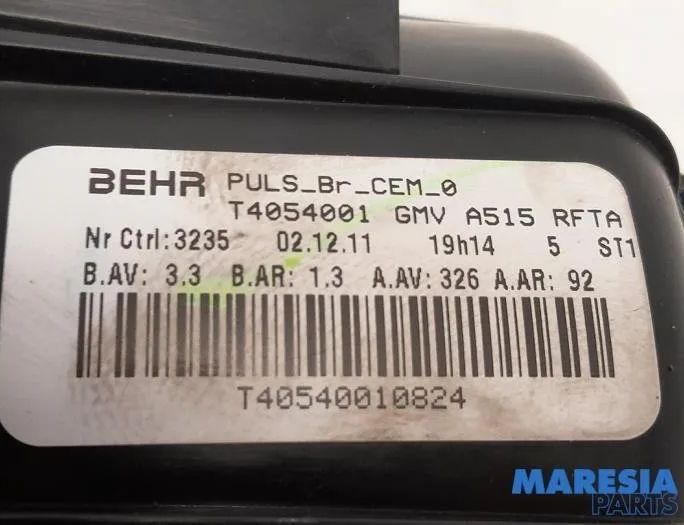 BEHR PULS_Br_CEM_0
T4054001 GMV A515 RFTA
Nr Ctrl:3235 02.12.11 19h14 5 ST1
B.AV: 3.3 B.AR: 1.3 A.AV:326 A.AR: 92
T40540010824
MARESIA
PARTS